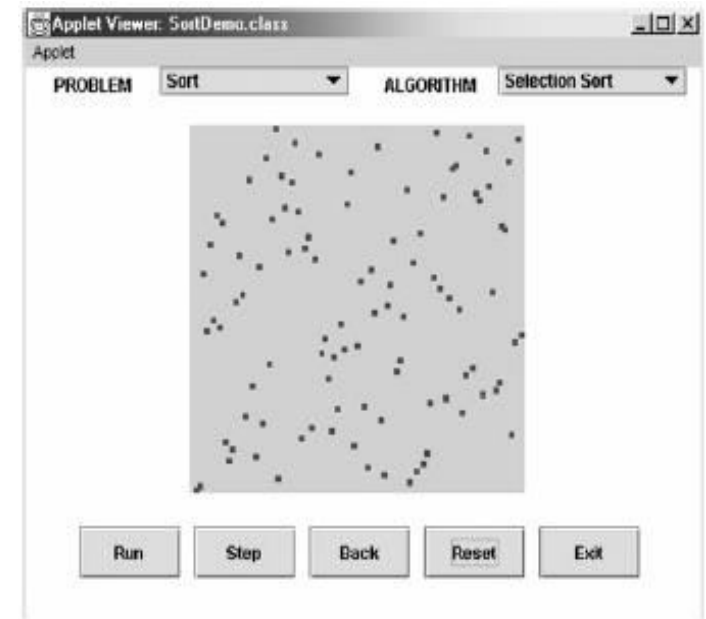 Applet Viewer: SortDemo.class
Applet
PROBLEM Sort ALGORITHM Selection Sort
Run Step Back Reset Exit